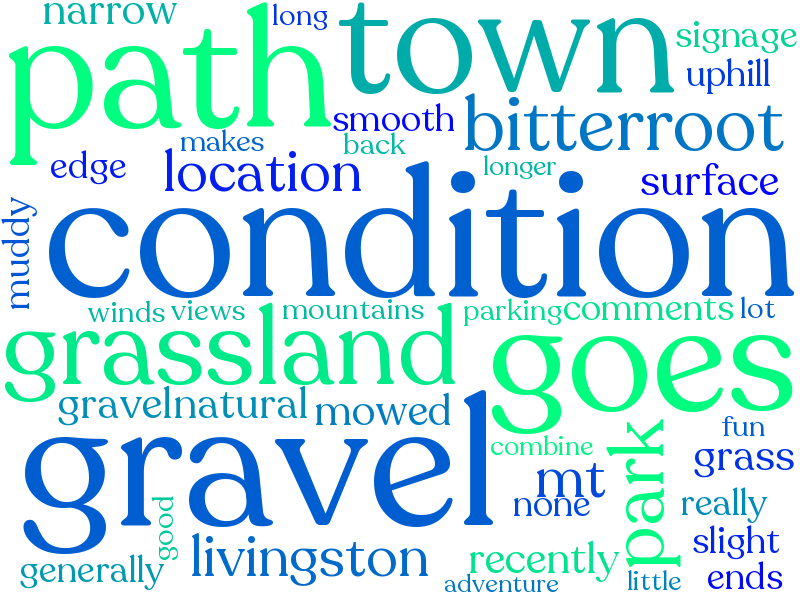 narrow
long
path
town
signage
uphill
smooth
bitterroot
makes
back
edge
location
longer
surface
muddy
condition
winds
views
mountains
parking
comments
lot
grassland
goes
gravelnatural
mowed
gravel
fun
combine
park
grass
mt
none
really
good
livingston
recently
slight
generally
adventure
little
ends